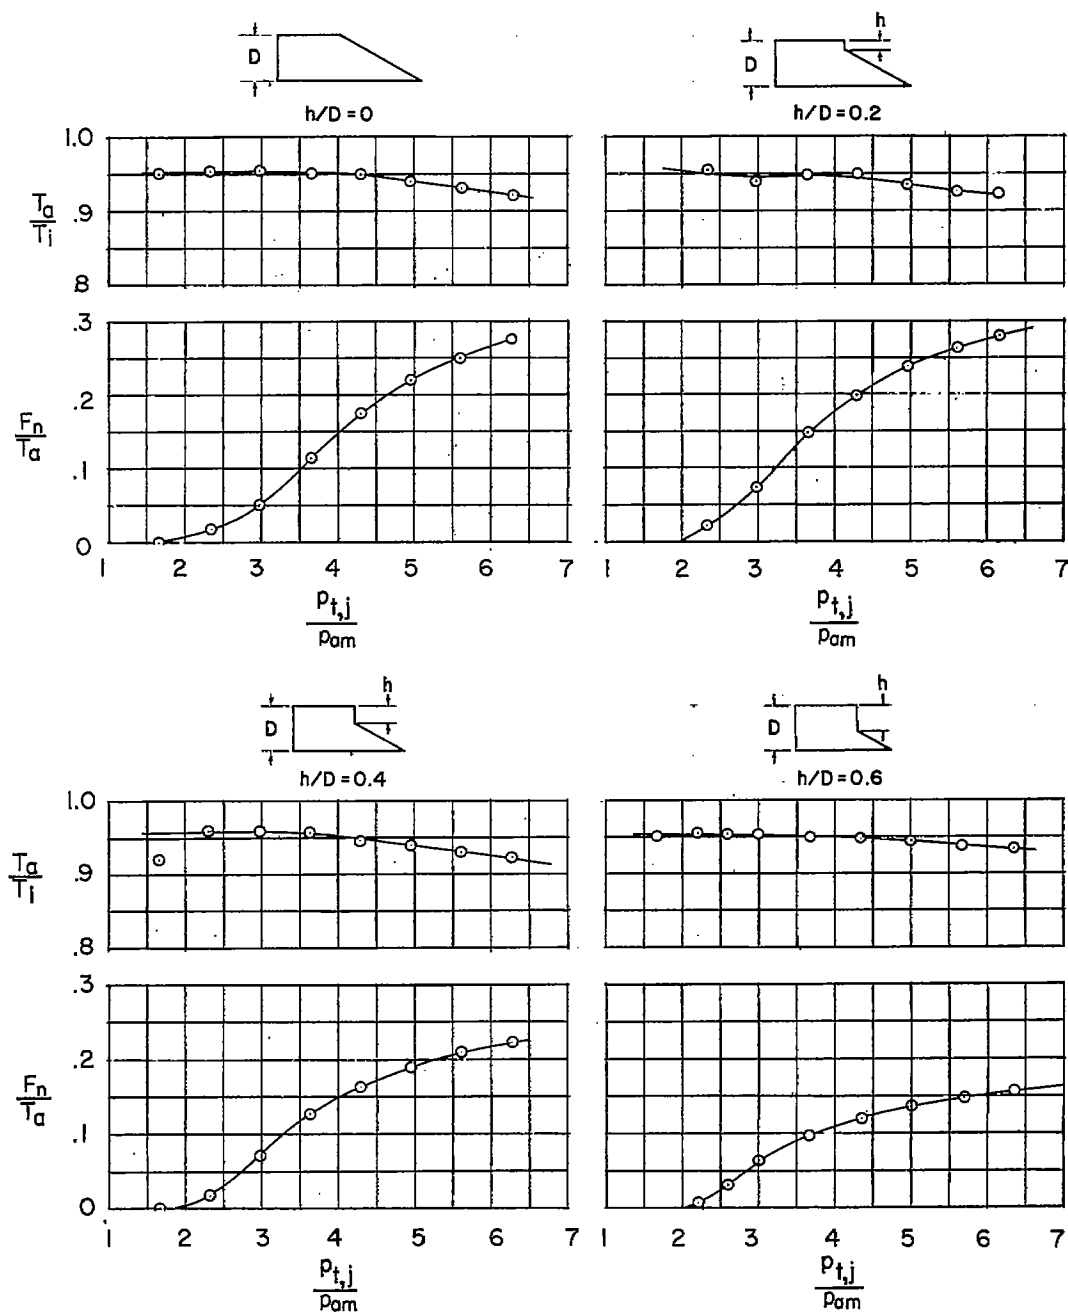 D
h/D = 0
h
D
h/D = 0.2
1.0
.9
.8
Ta
Ti
.3
.2
.1
0
Fn
Ta
1 2 3 4 5 6 7
1 2 3 4 5 6 7
pt,j
pam
pt,j
pam
h
D
h/D = 0.4
h
D
h/D = 0.6
1.0
.9
.8
Ta
Ti
.3
.2
.1
0
Fn
Ta
1 2 3 4 5 6 7
1 2 3 4 5 6 7
pt,j
pam
pt,j
pam